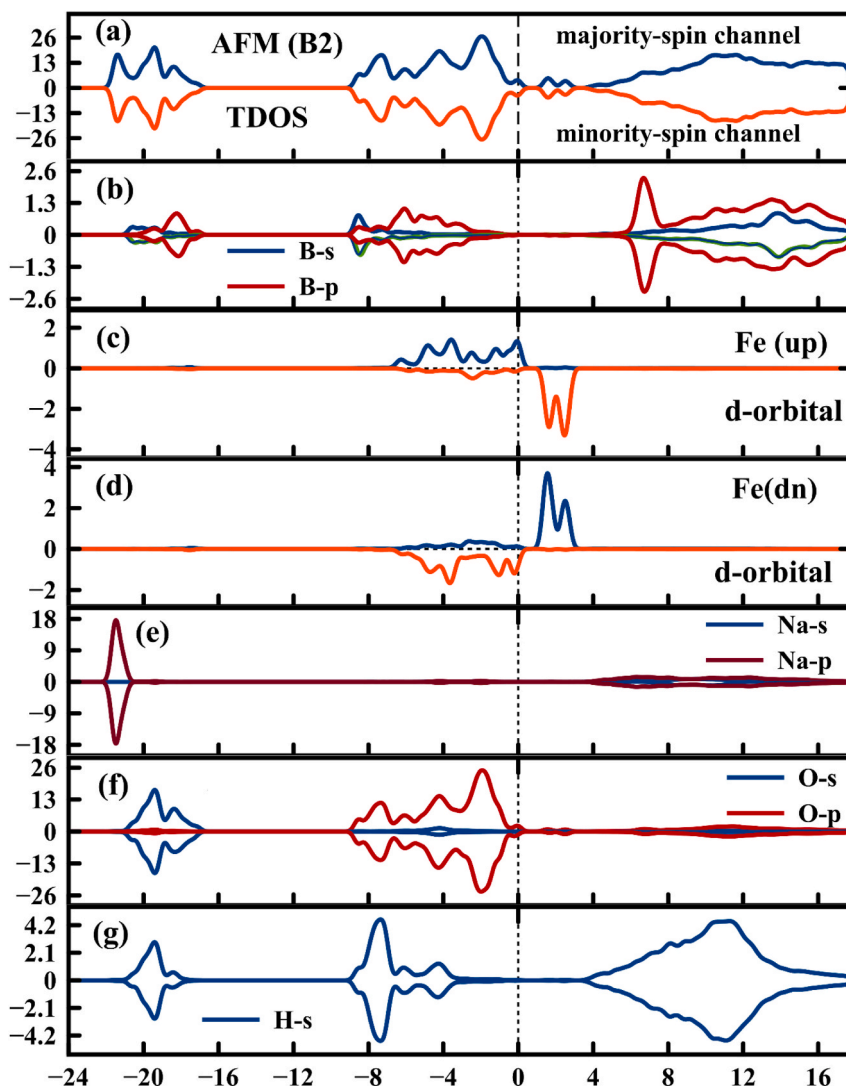 (a)
AFM (B2)
majority-spin channel
TDOS
minority-spin channel
26
13
0
−13
−26
(b)
B-s
B-p
2.6
1.3
0
−1.3
−2.6
(c)
Fe (up)
d-orbital
2
0
−2
−4
(d)
Fe(dn)
d-orbital
4
2
0
−2
(e)
Na-s
Na-p
18
9
0
−9
−18
(f)
O-s
O-p
26
13
0
−13
−26
(g)
H-s
4.2
2.1
0
−2.1
−4.2
−24 −20 −16 −12 −8 −4 0 4 8 12 16